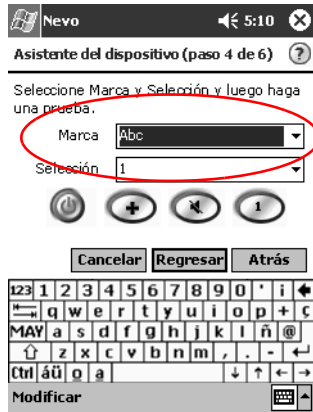 Nevo 5:10
Asistente del dispositivo (paso 4 de 6) ?
Seleccione Marca y Selección y luego haga
una prueba.
Marca Abc
Selección 1
1
Cancelar Regresar Atrás
123 1 2 3 4 5 6 7 8 9 0 ' ¡
q w e r t y u i o p + ç
MAY a s d f g h j k l ñ @
z x c v b n m , . -
Ctrl áü º ª
Modificar